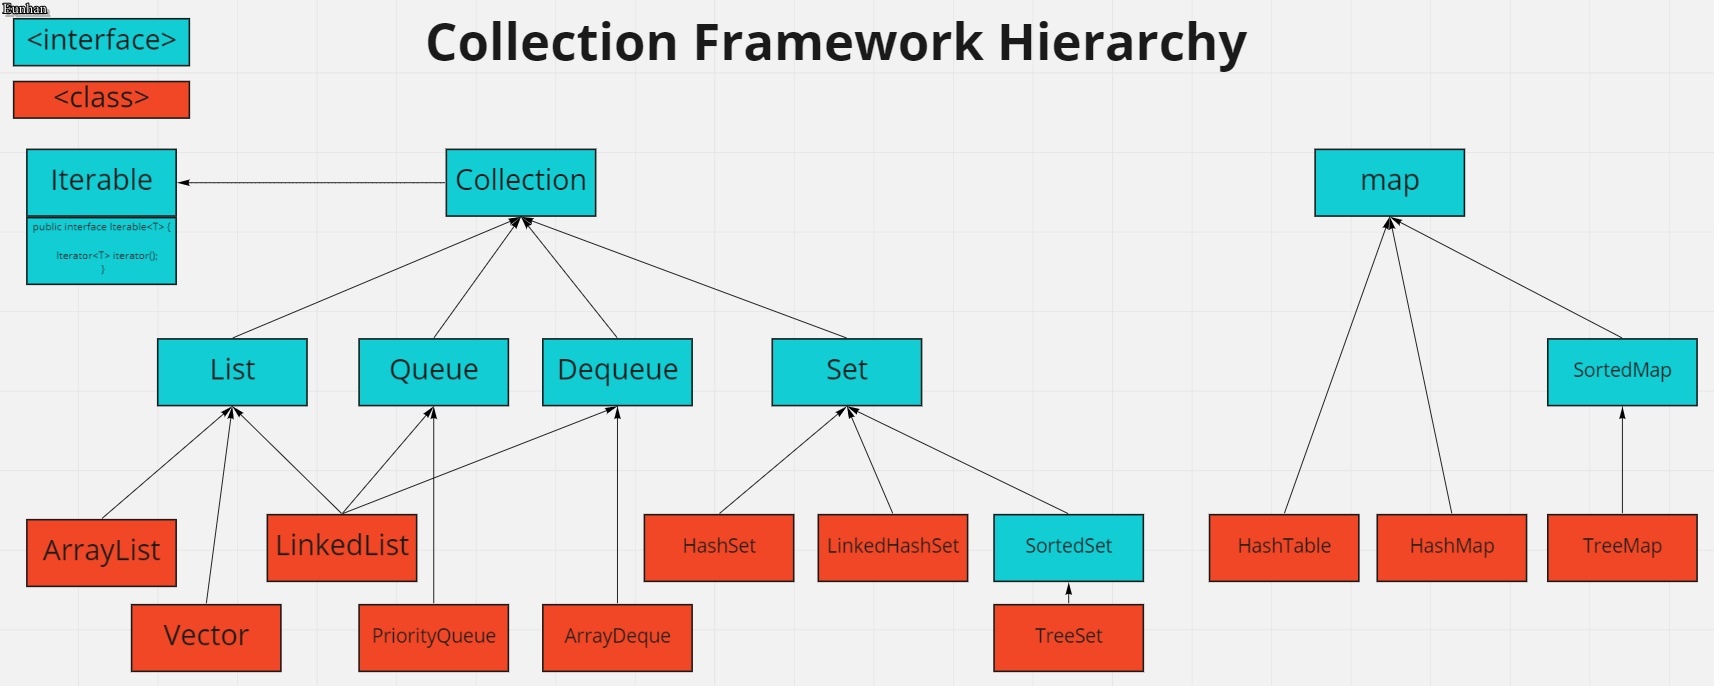 Eunhan
<interface>
Collection Framework Hierarchy
<class>
Iterable
Collection
map
public interface Iterable<T> {
Iterator<T> iterator();
}
List
Queue
Dequeue
Set
SortedMap
ArrayList
LinkedList
HashSet
LinkedHashSet
SortedSet
HashTable
HashMap
TreeMap
Vector
PriorityQueue
ArrayDeque
TreeSet